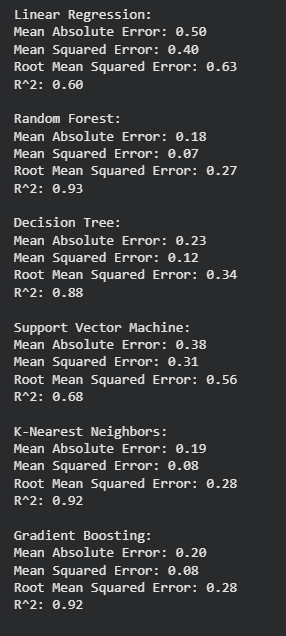 Linear Regression:
Mean Absolute Error: 0.50
Mean Squared Error: 0.40
Root Mean Squared Error: 0.63
R^2: 0.60
Random Forest:
Mean Absolute Error: 0.18
Mean Squared Error: 0.07
Root Mean Squared Error: 0.27
R^2: 0.93
Decision Tree:
Mean Absolute Error: 0.23
Mean Squared Error: 0.12
Root Mean Squared Error: 0.34
R^2: 0.88
Support Vector Machine:
Mean Absolute Error: 0.38
Mean Squared Error: 0.31
Root Mean Squared Error: 0.56
R^2: 0.68
K-Nearest Neighbors:
Mean Absolute Error: 0.19
Mean Squared Error: 0.08
Root Mean Squared Error: 0.28
R^2: 0.92
Gradient Boosting:
Mean Absolute Error: 0.20
Mean Squared Error: 0.08
Root Mean Squared Error: 0.28
R^2: 0.92